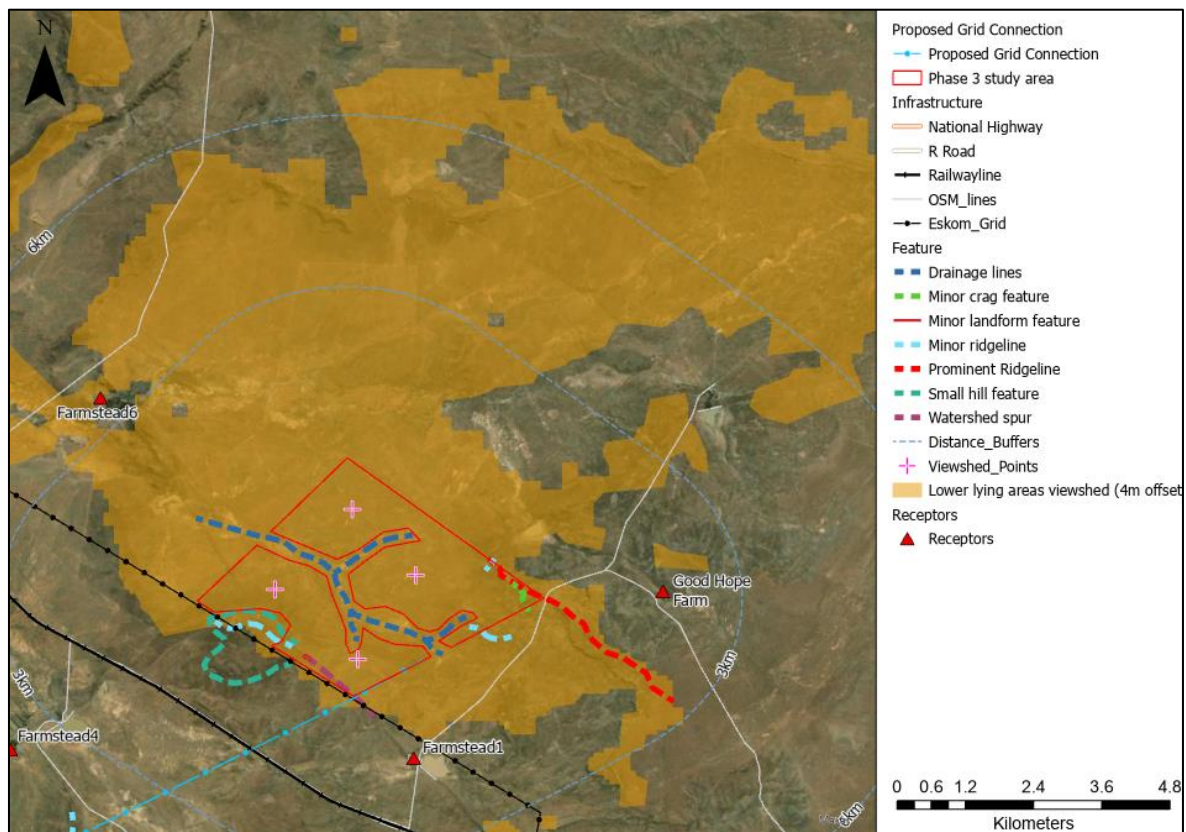 N
6km
Farmstead6
Good Hope
Farm
3km
3km
Farmstead4
Farmstead1
6km
Proposed Grid Connection
Proposed Grid Connection
Phase 3 study area
Infrastructure
National Highway
R Road
Railwayline
OSM_lines
Eskom_Grid
Feature
Drainage lines
Minor crag feature
Minor landform feature
Minor ridgeline
Prominent Ridgeline
Small hill feature
Watershed spur
Distance_Buffers
Viewshed_Points
Lower lying areas viewshed (4m offset
Receptors
Receptors
0 0.6 1.2 2.4 3.6 4.8
Kilometers